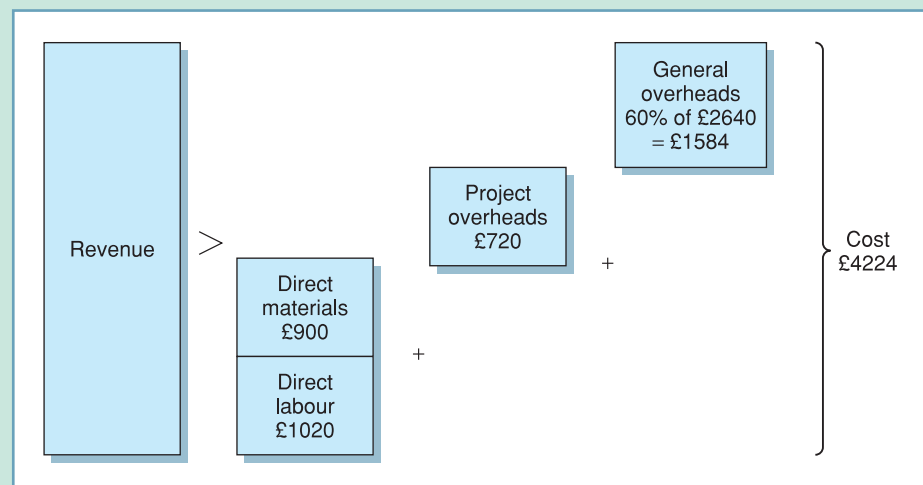 Revenue
>
Direct
materials
£900
Direct
labour
£1020
+
Project
overheads
£720
+
General
overheads
60% of £2640
= £1584
Cost
£4224